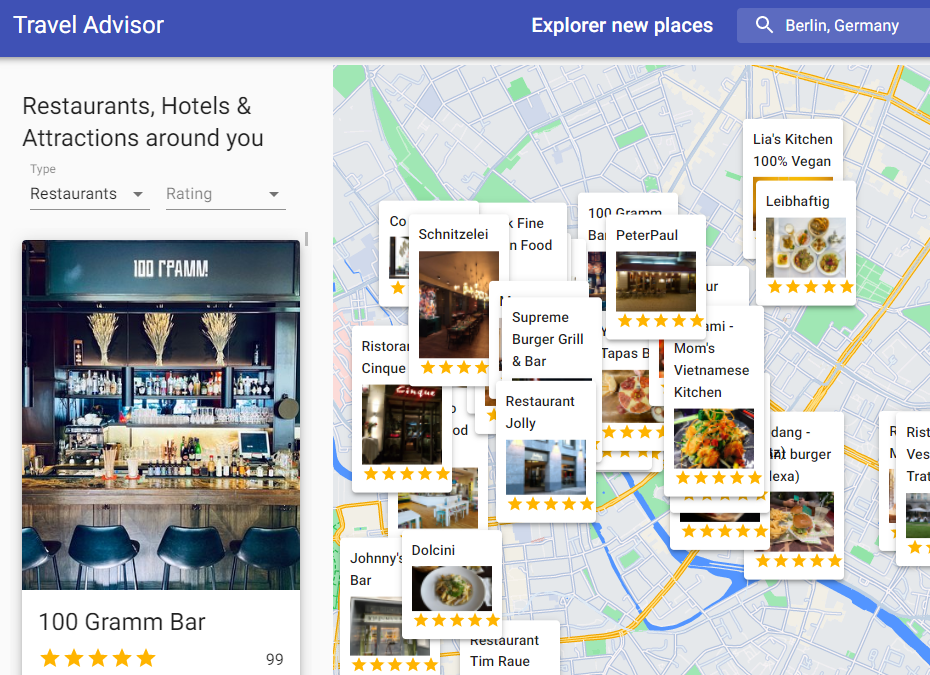 Travel Advisor
Explorer new places
Berlin, Germany
Restaurants, Hotels &
Attractions around you
Type
Restaurants
Rating
100 ГРАММ
100 Gramm Bar
99
Lia's Kitchen
100% Vegan
Leibhaftig
Co
Schnitzelei
k Fine
n Food
100 Gramm
Ba
PeterPaul
ur
Supreme
Burger Grill
& Bar
Ristoran
Cinque
Cinque
Tapas B
ami -
Mom's
Vietnamese
Kitchen
Restaurant
Jolly
od
dang -
burger
lexa)
Rist
Ves
Trat
Johnny's
Bar
Dolcini
Restaurant
Tim Raue